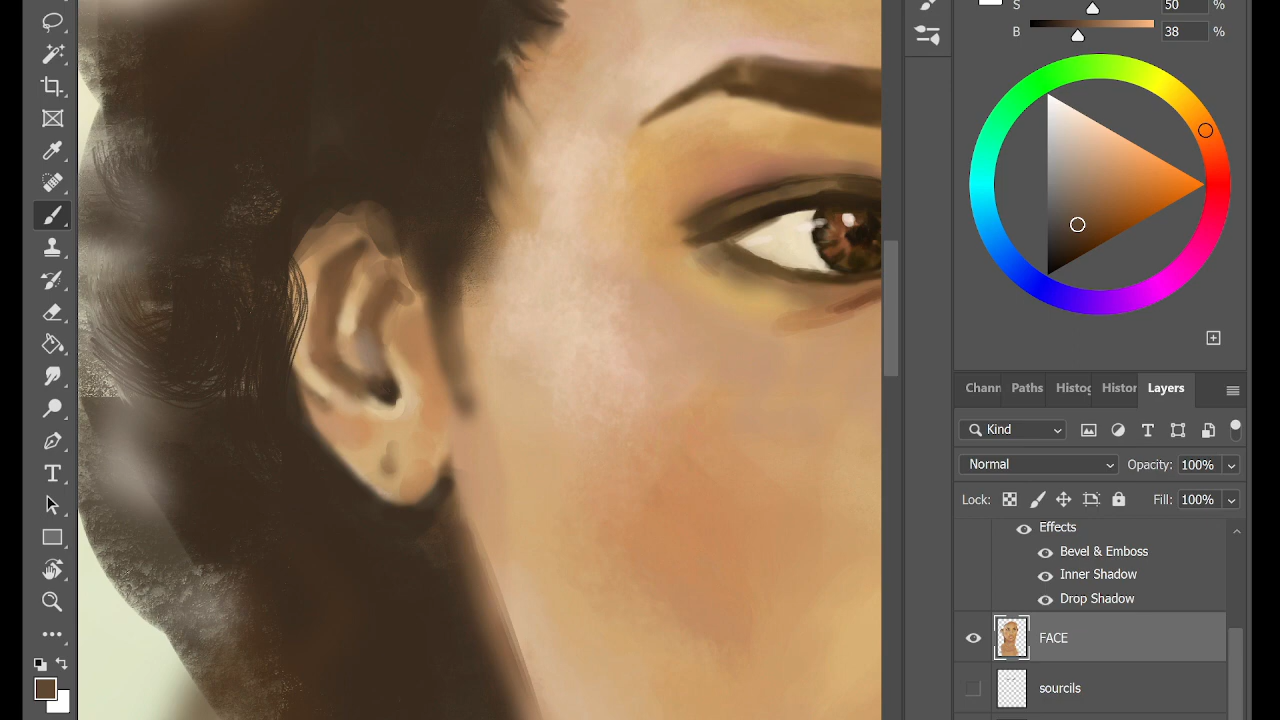 S 50 %
B 38 %
Chann Paths Histog Histor Layers
Kind
Normal Opacity: 100%
Lock: Fill: 100%
Effects
Bevel & Emboss
Inner Shadow
Drop Shadow
FACE
sourcils